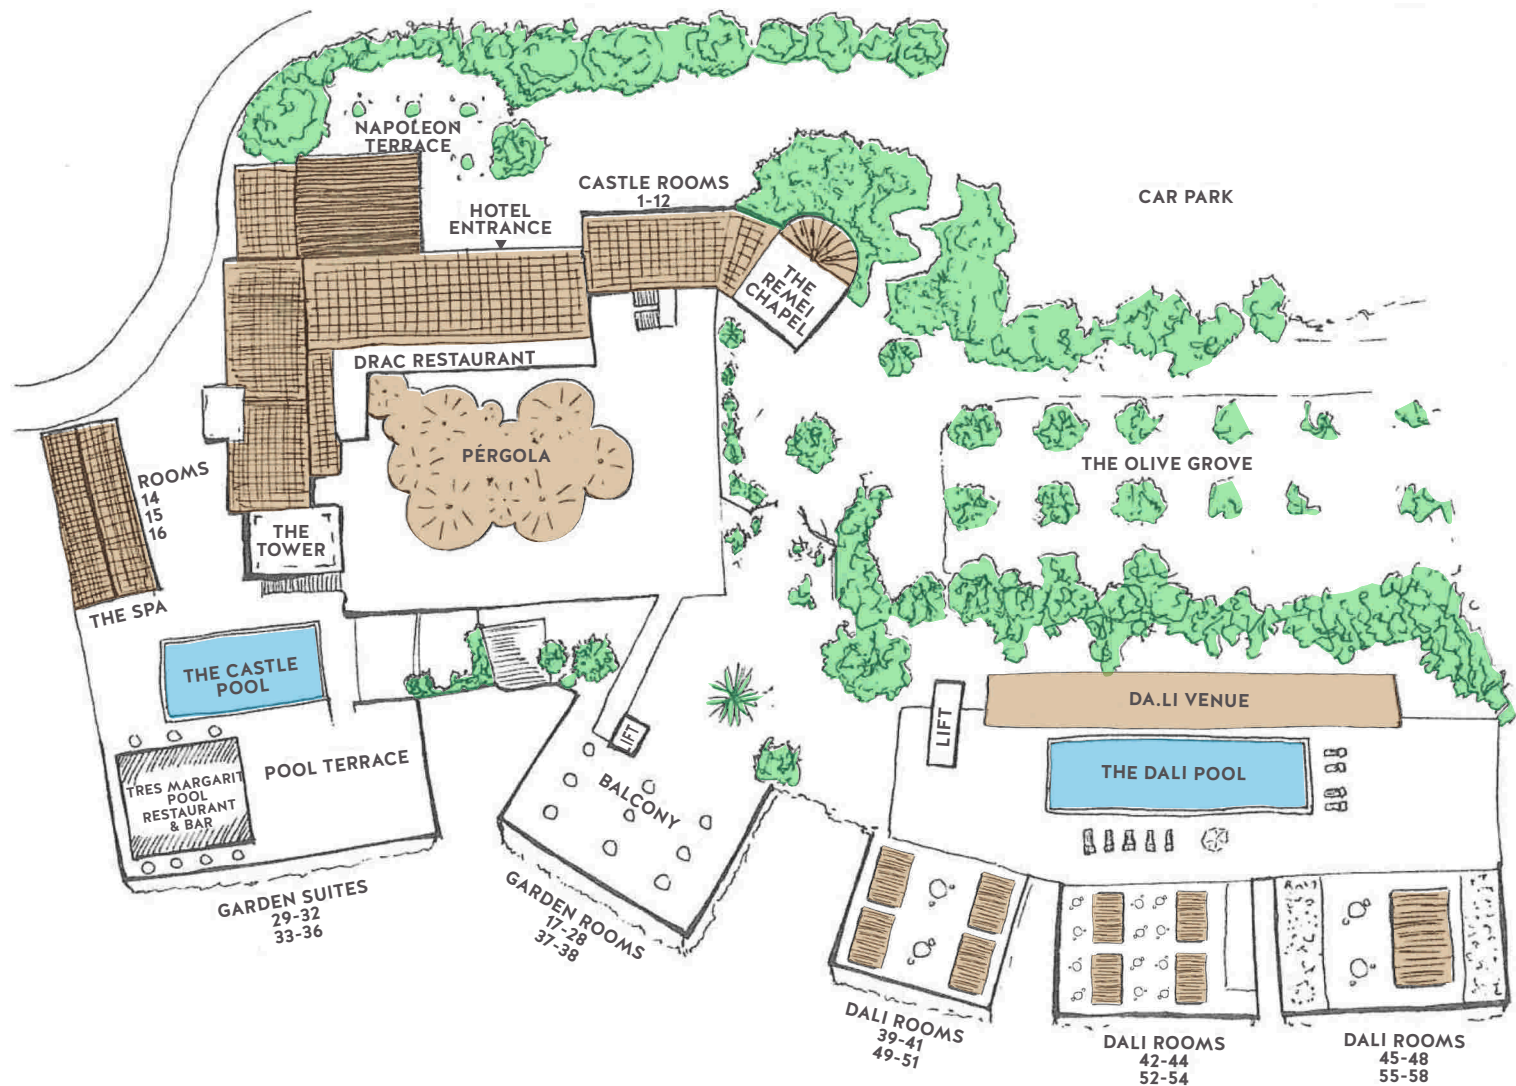 NAPOLEON
TERRACE
CASTLE ROOMS
1-12
HOTEL
ENTRANCE
CAR PARK
THE
REMEI
CHAPEL
DRAC RESTAURANT
PÉRGOLA
THE OLIVE GROVE
ROOMS
14
15
16
THE
TOWER
THE SPA
THE CASTLE
POOL
LIFT
LIFT
DA.LI VENUE
THE DALI POOL
POOL TERRACE
TRES MARGARIT
POOL
RESTAURANT
& BAR
BALCONY
GARDEN SUITES
29-32
33-36
GARDEN ROOMS
17-28
37-38
DALI ROOMS
39-41
49-51
DALI ROOMS
42-44
52-54
DALI ROOMS
45-48
55-58